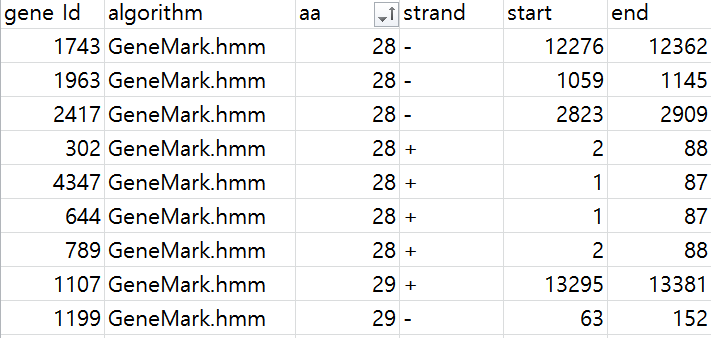 gene Id algorithm aa strand start end
1743 GeneMark.hmm 28 - 12276 12362
1963 GeneMark.hmm 28 - 1059 1145
2417 GeneMark.hmm 28 - 2823 2909
302 GeneMark.hmm 28 + 2 88
4347 GeneMark.hmm 28 + 1 87
644 GeneMark.hmm 28 + 1 87
789 GeneMark.hmm 28 + 2 88
1107 GeneMark.hmm 29 + 13295 13381
1199 GeneMark.hmm 29 - 63 152